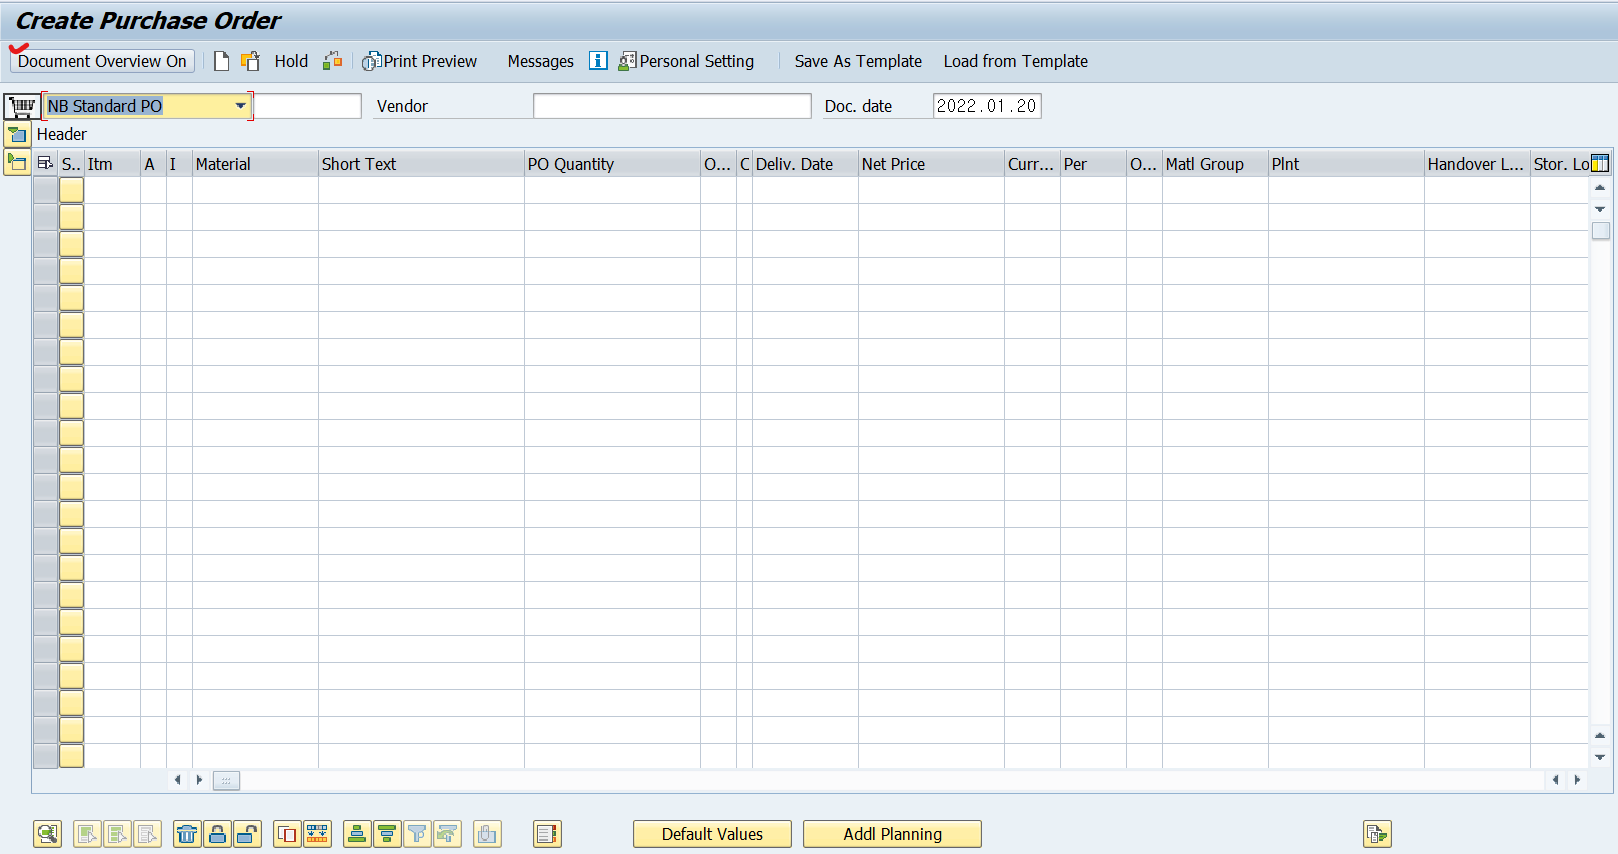 Create Purchase Order
Document Overview On Hold Print Preview Messages Personal Setting Save As Template Load from Template
NB Standard PO Vendor Doc. date 2022.01.20
Header
S.. Itm A I Material Short Text PO Quantity O... C Deliv. Date Net Price Curr... Per O... Matl Group Plnt Handover L... Stor. Lo
Default Values Addl Planning